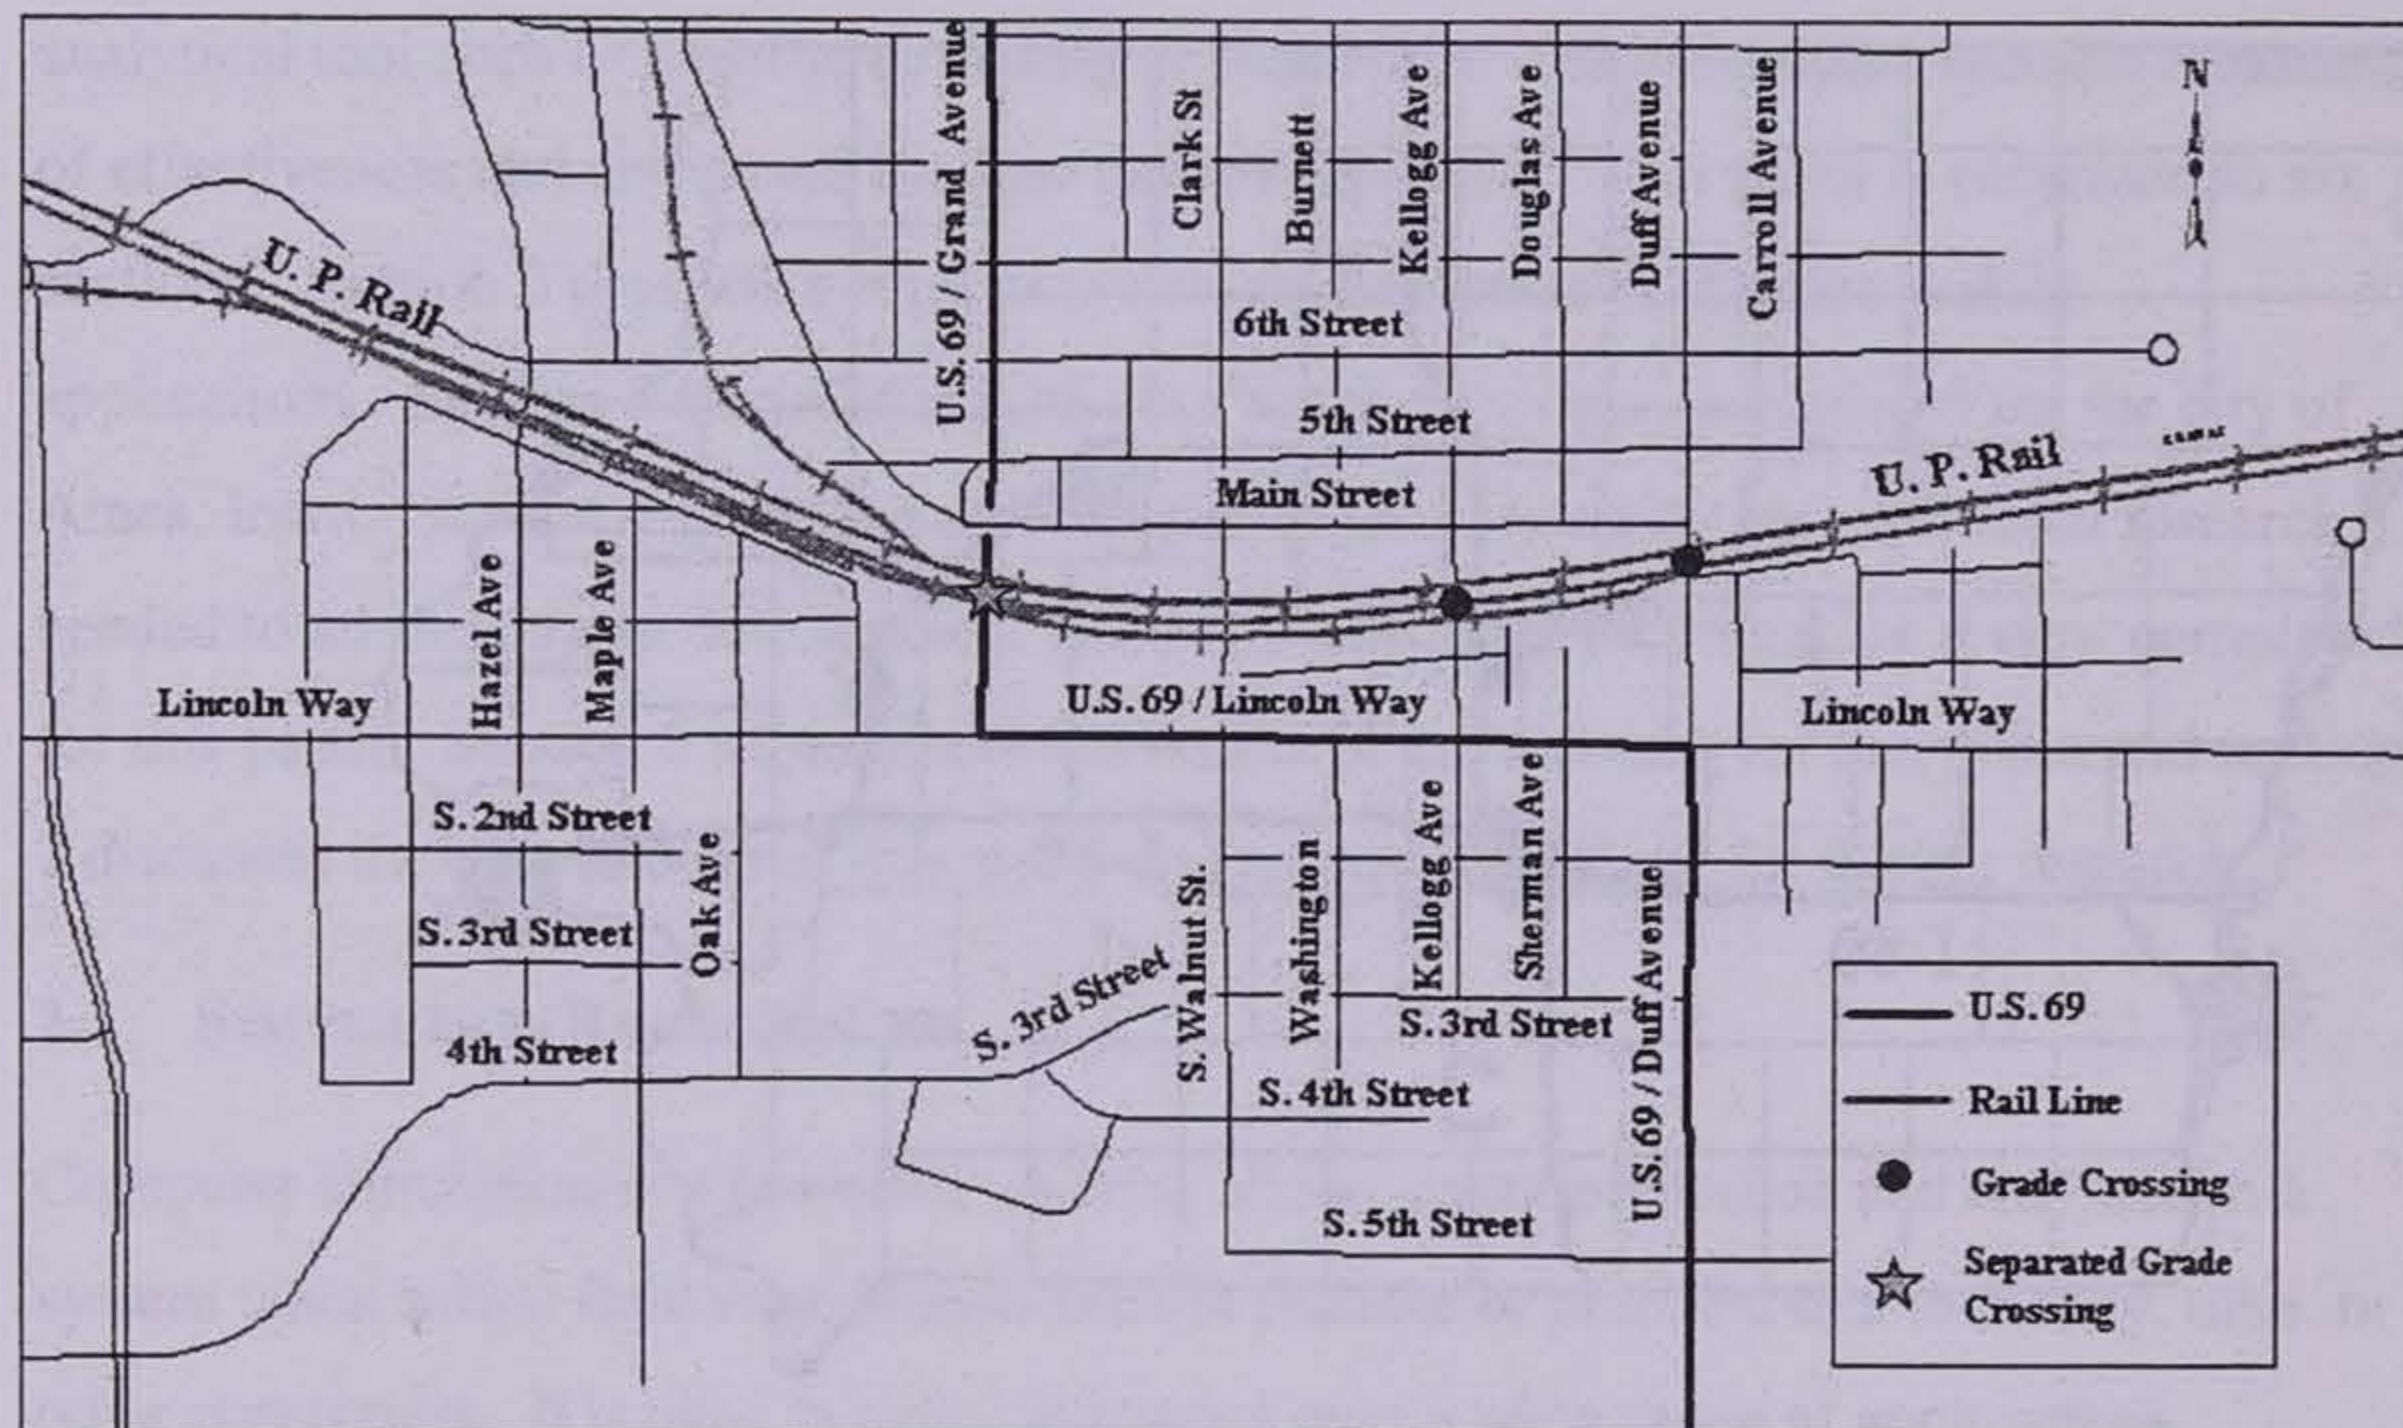 N
U.S. 69 / Grand Avenue
Clark St
Burnett
Kellogg Ave
Douglas Ave
Duff Avenue
Carroll Avenue
U. P. Rail
6th Street
5th Street
U. P. Rail
Main Street
Hazel Ave
Maple Ave
Lincoln Way
U.S. 69 / Lincoln Way
Lincoln Way
S. 2nd Street
Oak Ave
S. 3rd Street
4th Street
S. 3rd Street
S. Walnut St.
Washington
Kellogg Ave
Sherman Ave
U.S. 69 / Duff Avenue
S. 3rd Street
S. 4th Street
S. 5th Street
U.S. 69
Rail Line
Grade Crossing
Separated Grade
Crossing